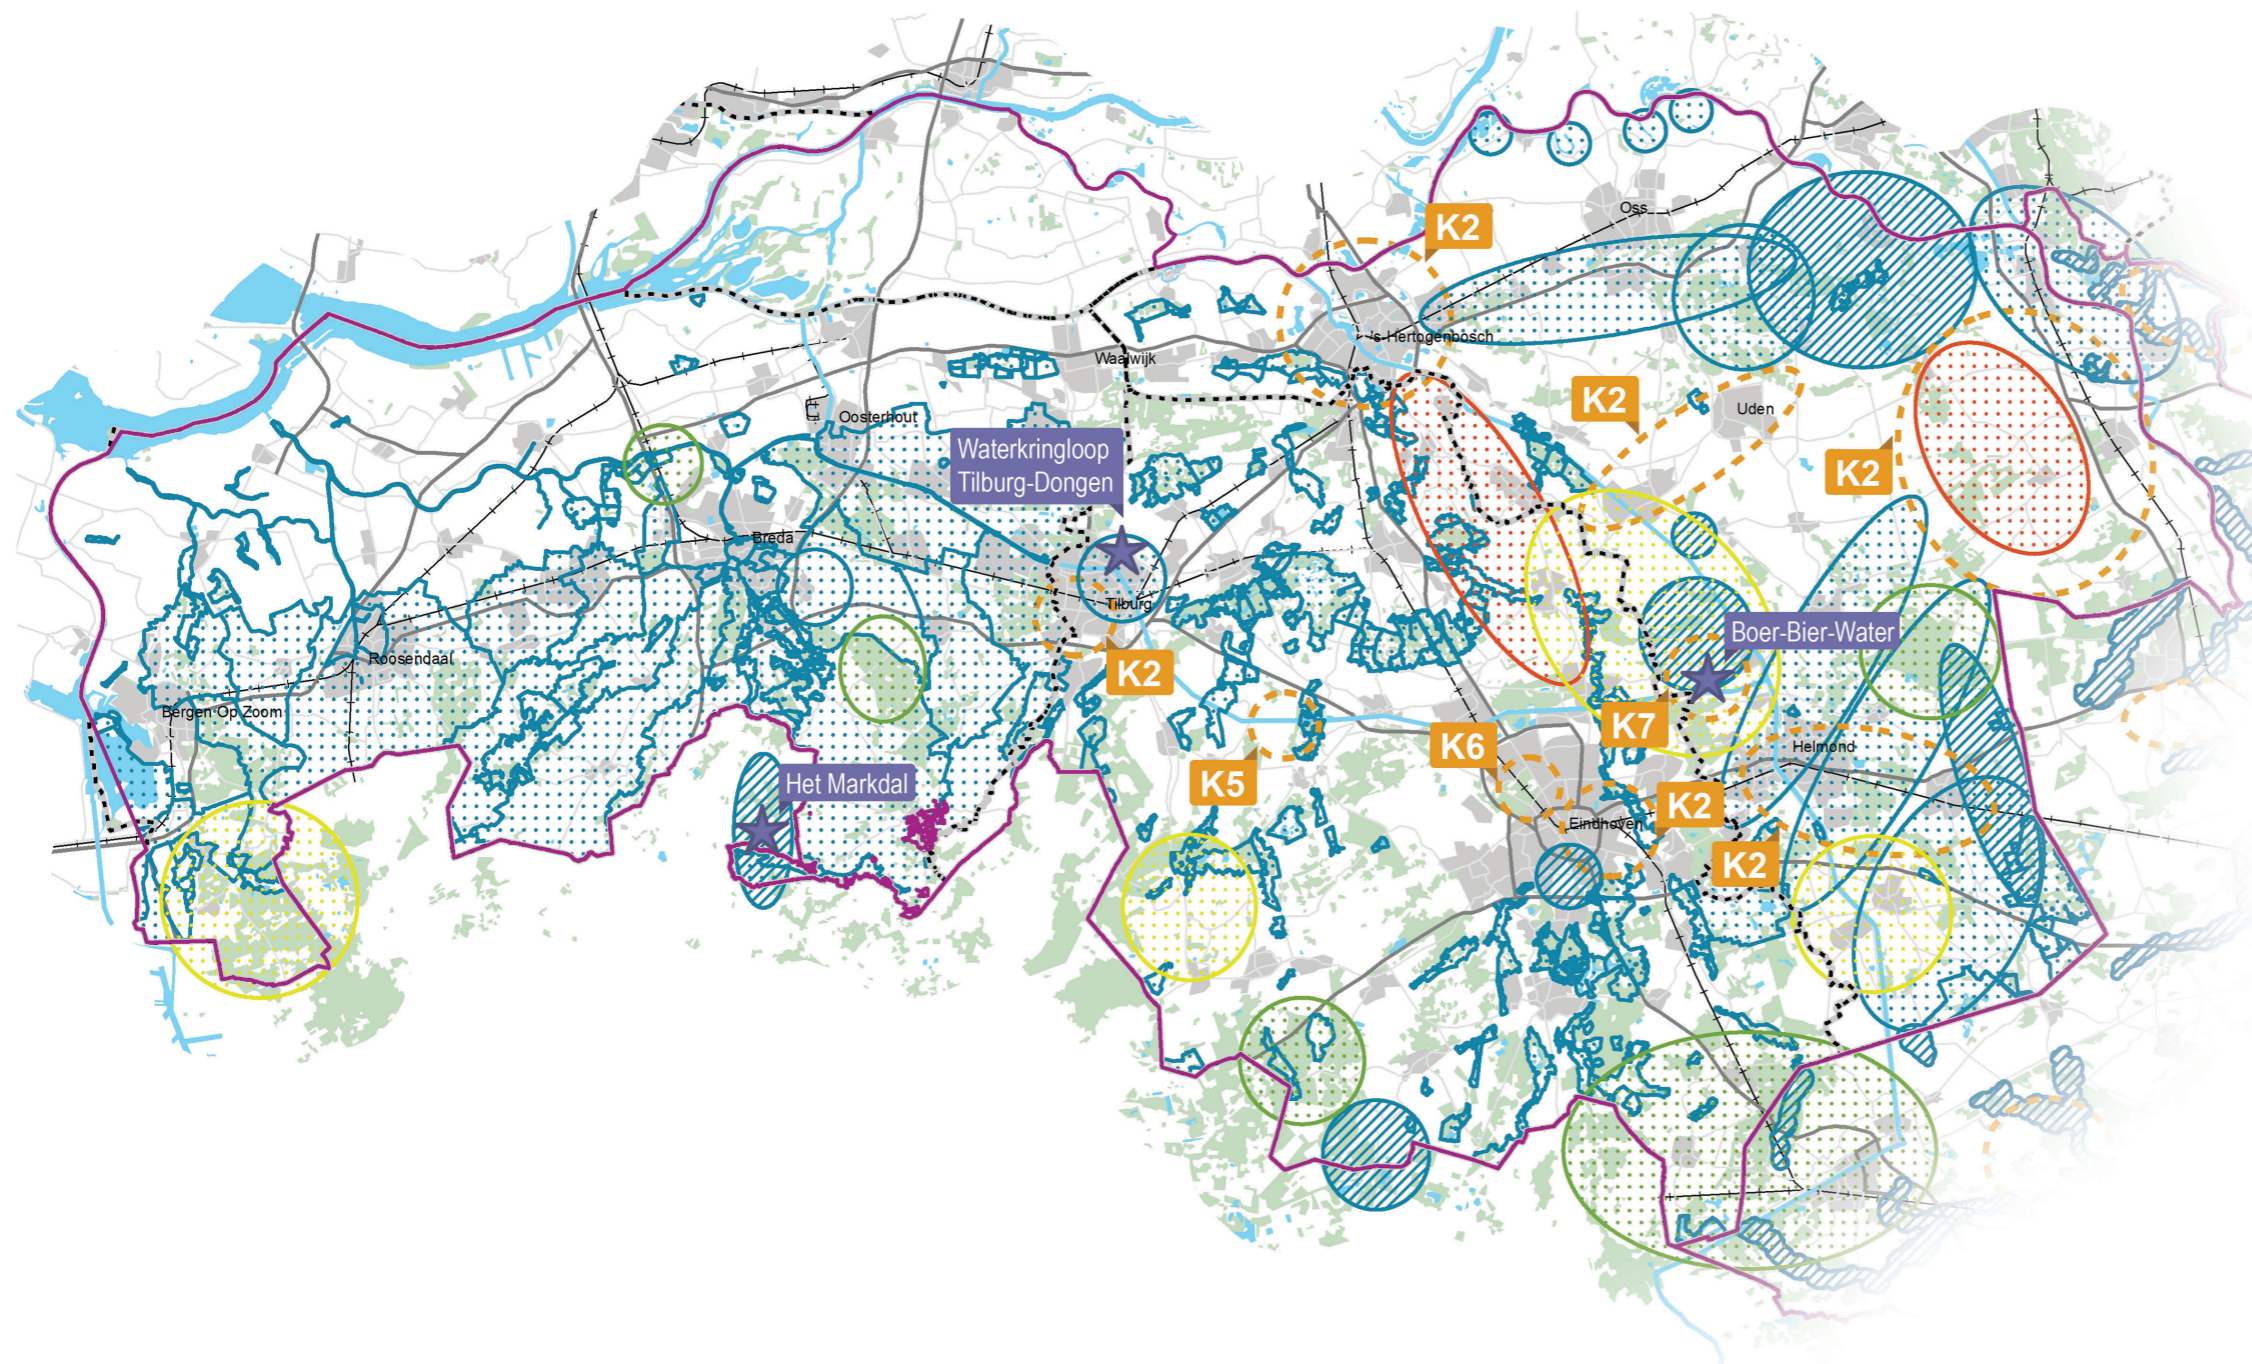 Oss
K2
's-Hertogenbosch
Waalwijk
K2
Uden
Oosterhout
Waterkringloop
Tilburg-Dongen
K2
Breda
Tilburg
Boer-Bier-Water
Roosendaal
K2
Bergen Op Zoom
K7
K6
Helmond
Het Markdal
K5
K2
Eindhoven
K2